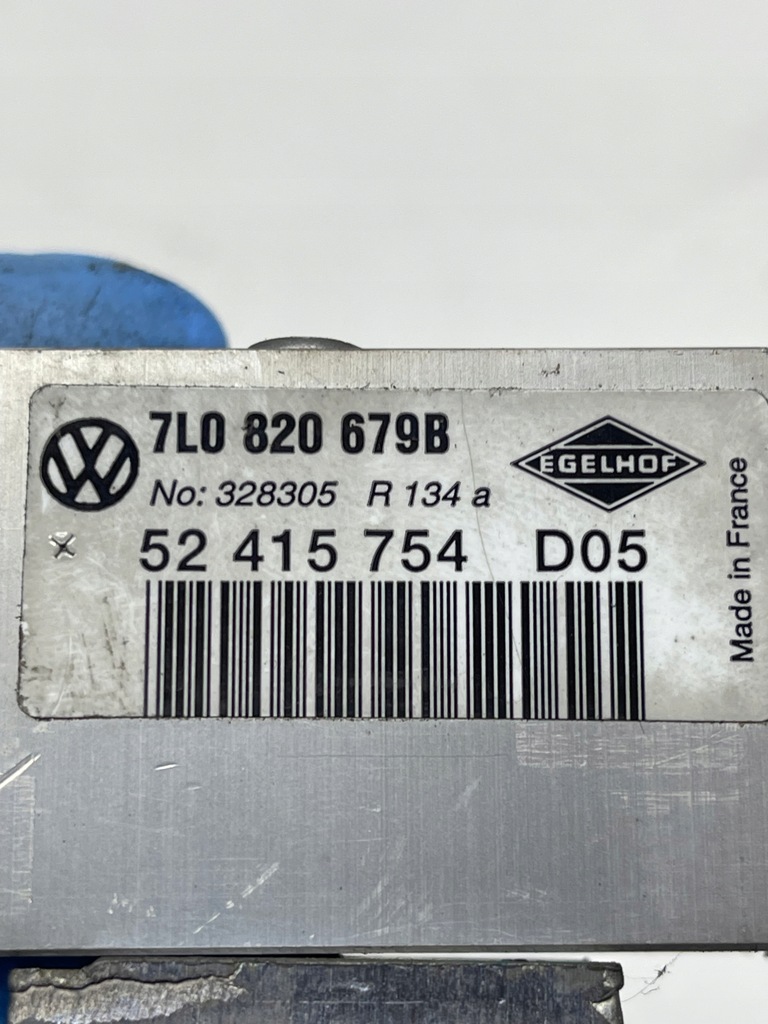 7L0 820 679B
No: 328305 R 134 a
52 415 754 D05
EGELHOF
Made in France